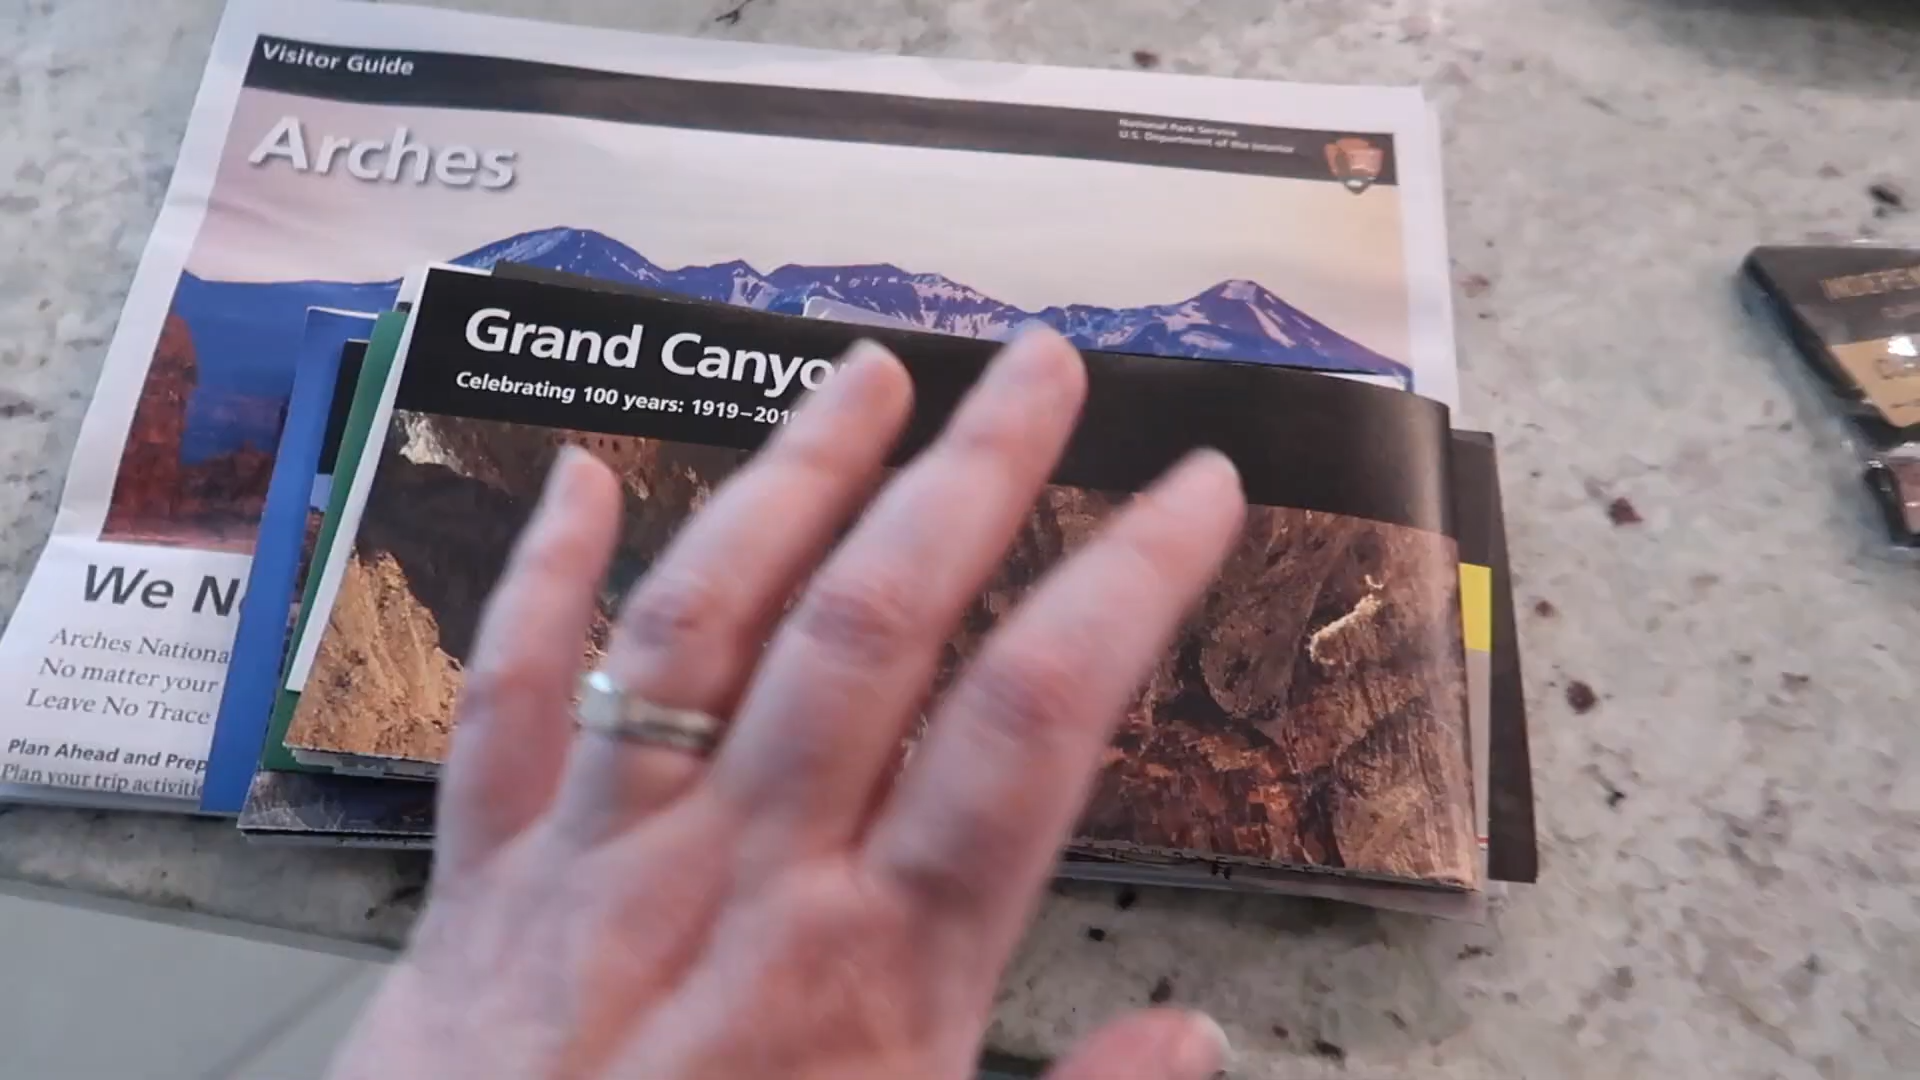 Visitor Guide
National Park Service
U.S. Department of the Interior
Arches
Grand Canyo
Celebrating 100 years: 1919–201
We N
Arches Nationa
No matter your
Leave No Trace
Plan Ahead and Prep
Plan your trip activiti